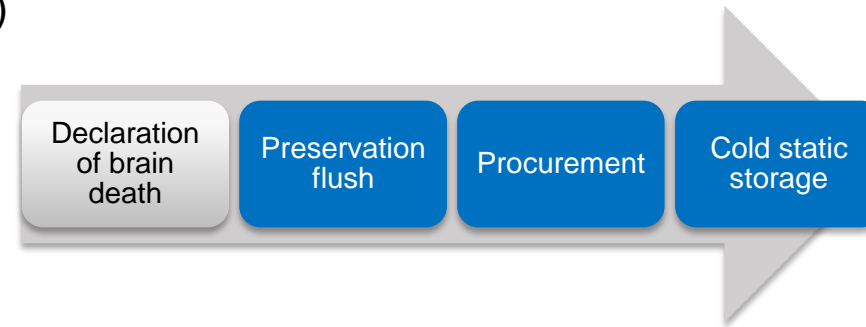 )
Declaration
of brain
death
Preservation
flush
Procurement
Cold static
storage